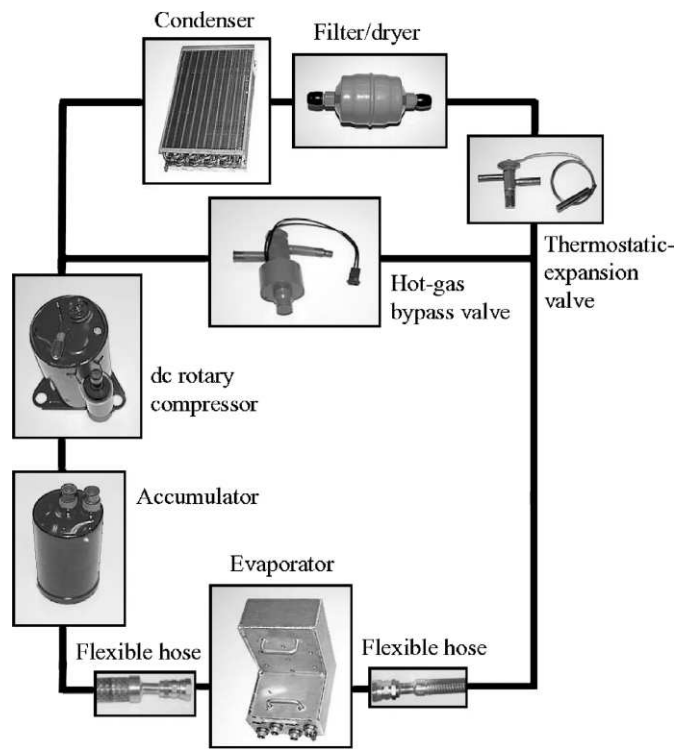 Condenser
Filter/dryer
Thermostatic-
expansion
valve
Hot-gas
bypass valve
dc rotary
compressor
Accumulator
Evaporator
Flexible hose
Flexible hose